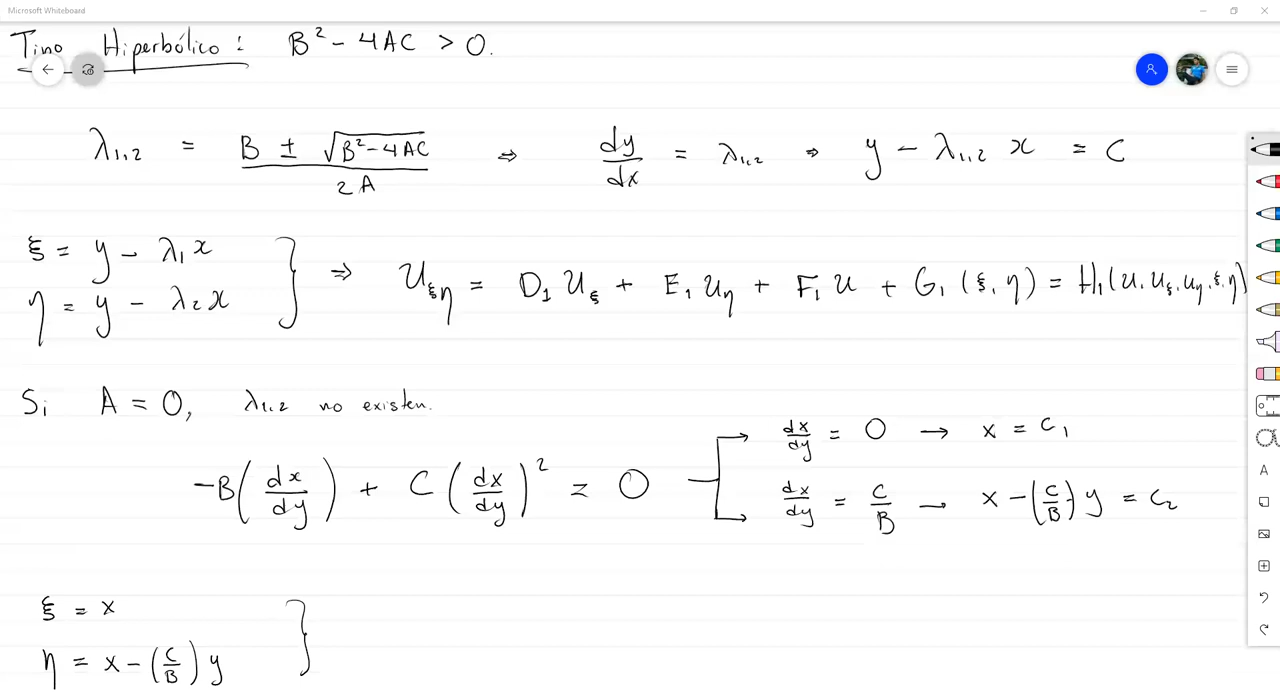 Microsoft Whiteboard
Tipo Hiperbólico : B² - 4AC > 0.
λ₁,₂ = (B ± √(B² - 4AC)) / 2A ⇒ dy/dx = λ₁,₂ ⇒ y - λ₁,₂ x = C
ξ = y - λ₁x
η = y - λ₂x
} ⇒ U_ξη = D₁ U_ξ + E₁ U_η + F₁ U + G₁ (ξ, η) = H₁(U, U_ξ, U_η, ξ, η)
Si A = 0, λ₁,₂ no existen.
-B(dx/dy) + C(dx/dy)² = 0
dx/dy = 0 → x = C₁
dx/dy = C/B → x - (C/B) y = C₂
ξ = x
η = x - (C/B) y }
A